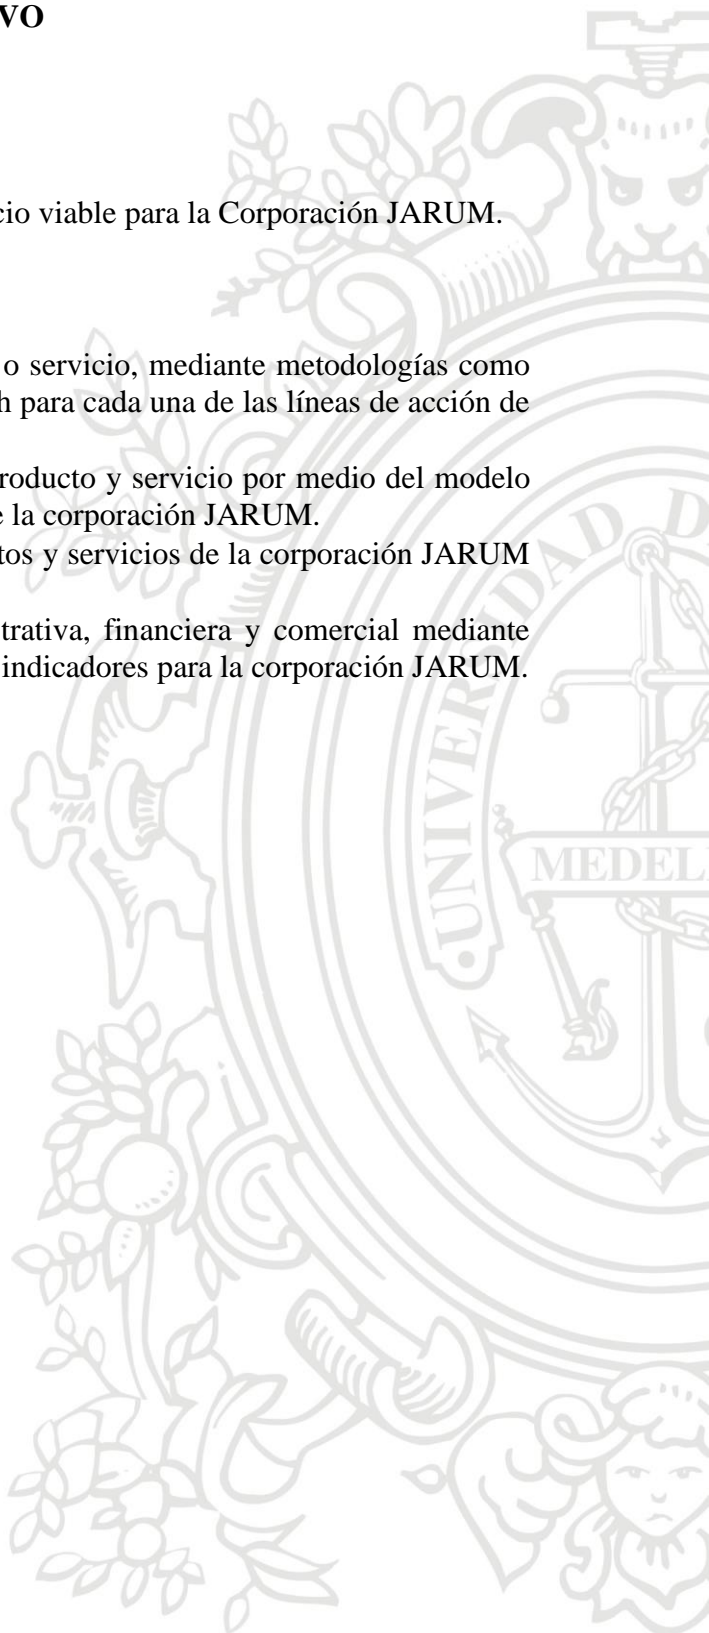 VO
cio viable para la Corporación JARUM.
o servicio, mediante metodologías como
h para cada una de las líneas de acción de
roducto y servicio por medio del modelo
e la corporación JARUM.
tos y servicios de la corporación JARUM
trativa, financiera y comercial mediante
indicadores para la corporación JARUM.
UNIVERSIDAD D
MEDEL